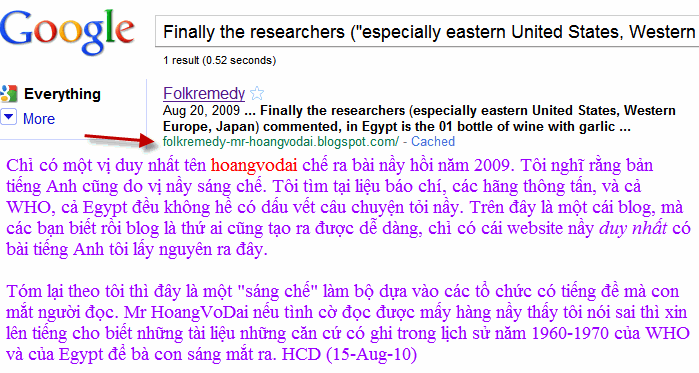 Google
Finally the researchers ("especially eastern United States, Western
1 result (0.52 seconds)
Everything
More
Folkremedy
Aug 20, 2009 ... Finally the researchers (especially eastern United States, Western
Europe, Japan) commented, in Egypt is the 01 bottle of wine with garlic ...
folkremedy-mr-hoangvodai.blogspot.com/ - Cached
Chỉ có một vị duy nhất tên hoangvodai chế ra bài nầy hồi năm 2009. Tôi nghĩ rằng bản
tiếng Anh cũng do vị nầy sáng chế. Tôi tìm tại liệu báo chí, các hãng thông tấn, và cả
WHO, cả Egypt đều không hề có dấu vết câu chuyện tỏi nầy. Trên đây là một cái blog, mà
các bạn biết rồi blog là thứ ai cũng tạo ra được dễ dàng, chỉ có cái website nầy duy nhất có
bài tiếng Anh tôi lấy nguyên ra đây.
Tóm lại theo tôi thì đây là một "sáng chế" làm bộ dựa vào các tổ chức có tiếng để mà con
mắt người đọc. Mr HoangVoDai nếu tình cờ đọc được mấy hàng nầy thấy tôi nói sai thì xin
lên tiếng cho biết những tài liệu những căn cứ có ghi trong lịch sử năm 1960-1970 của WHO
và của Egypt để bà con sáng mắt ra. HCD (15-Aug-10)